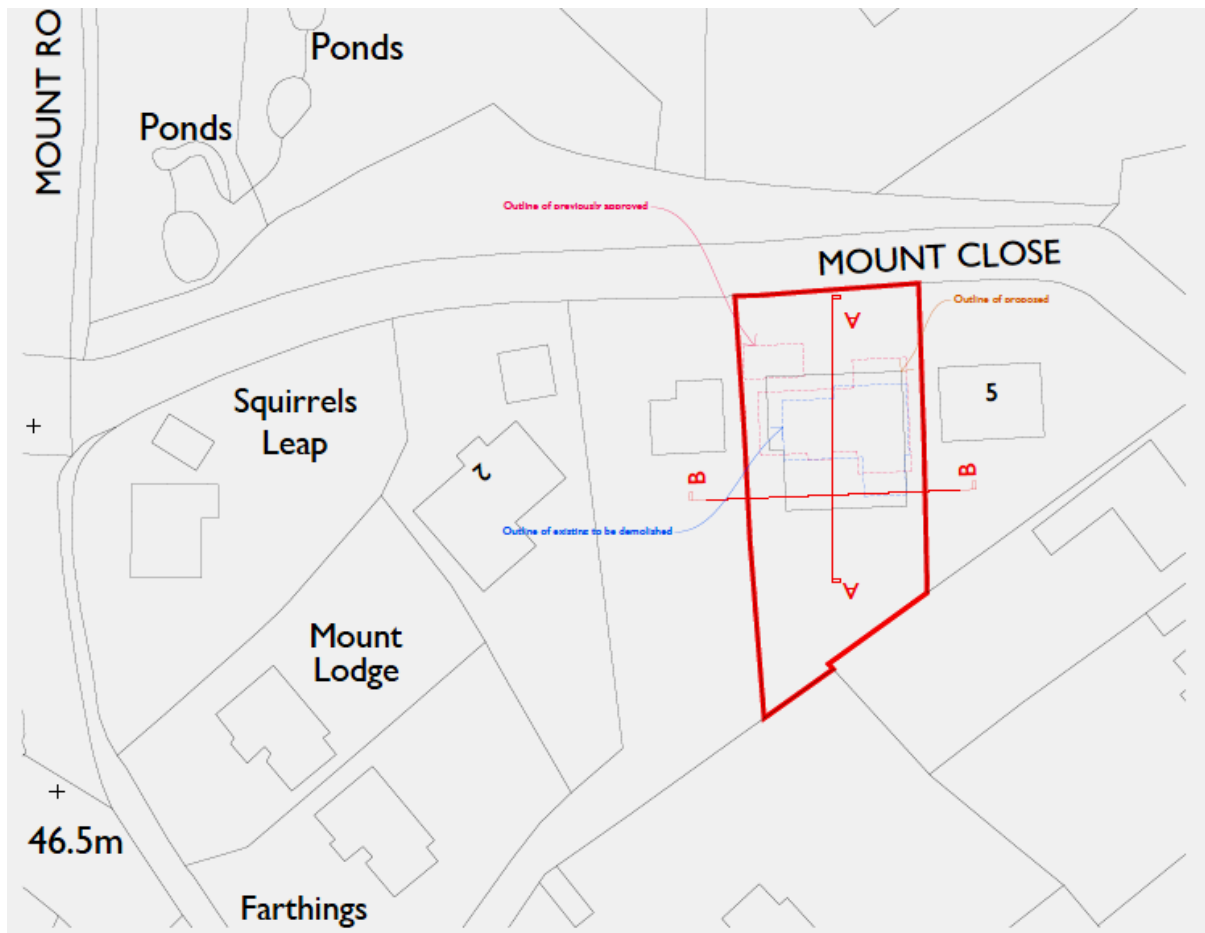 MOUNT RO
Ponds
Ponds
Outline of previously approved
MOUNT CLOSE
Outline of proposed
A
Squirrels
Leap
5
2
B
B
Outline of existing to be demolished
A
Mount
Lodge
46.5m
Farthings